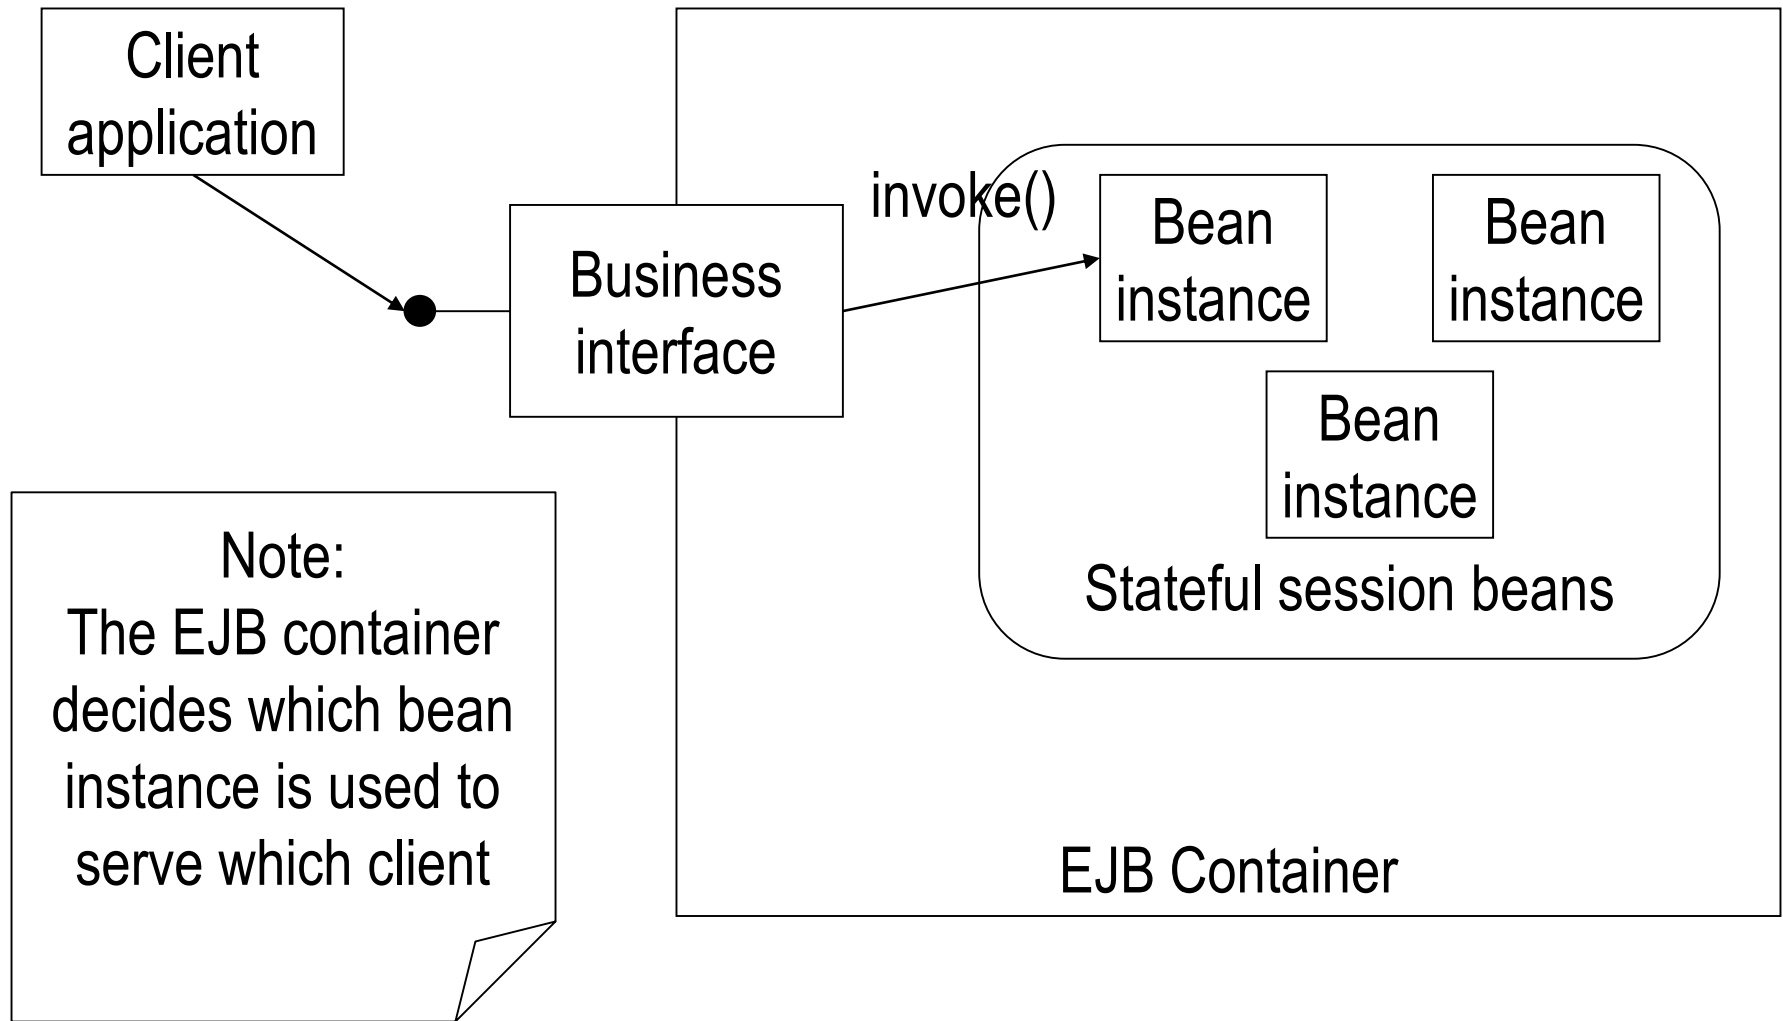 Client
application
invoke()
Bean
instance
Bean
instance
Business
interface
Bean
instance
Stateful session beans
Note:
The EJB container
decides which bean
instance is used to
serve which client
EJB Container